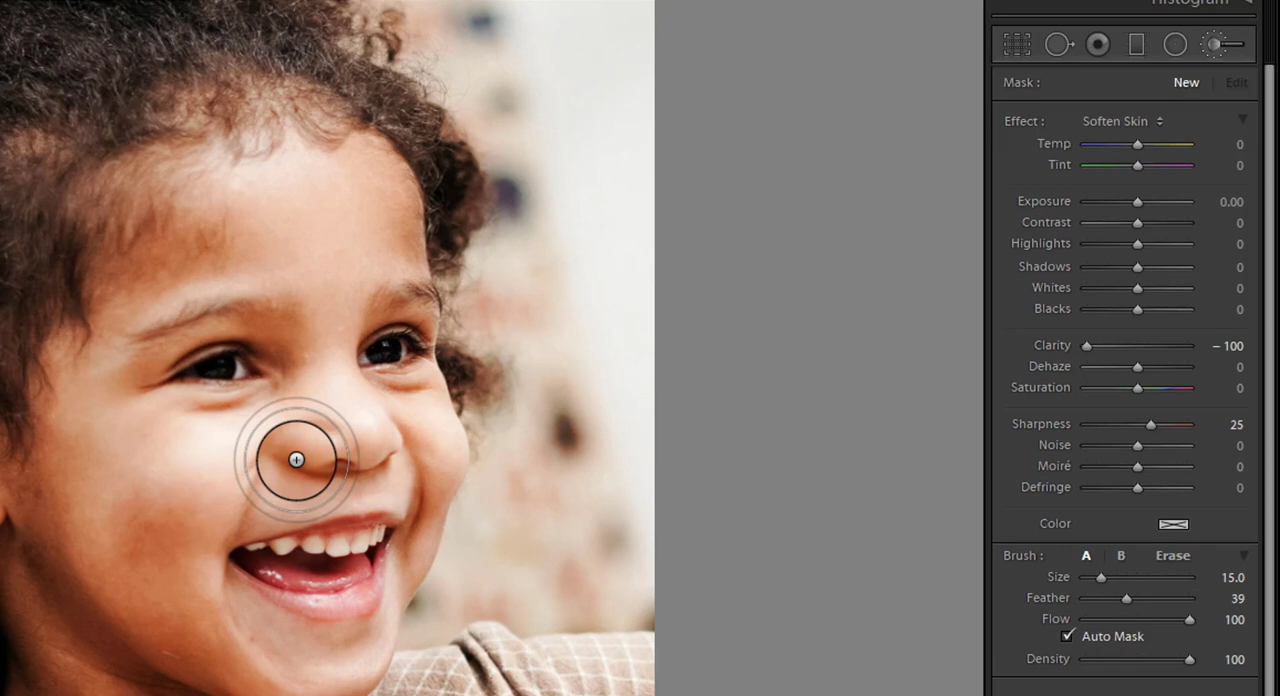 Histogram
Mask : New | Edit
Effect : Soften Skin
Temp 0
Tint 0
Exposure 0.00
Contrast 0
Highlights 0
Shadows 0
Whites 0
Blacks 0
Clarity – 100
Dehaze 0
Saturation 0
Sharpness 25
Noise 0
Moiré 0
Defringe 0
Color
Brush : A | B Erase
Size 15.0
Feather 39
Flow 100
Auto Mask
Density 100